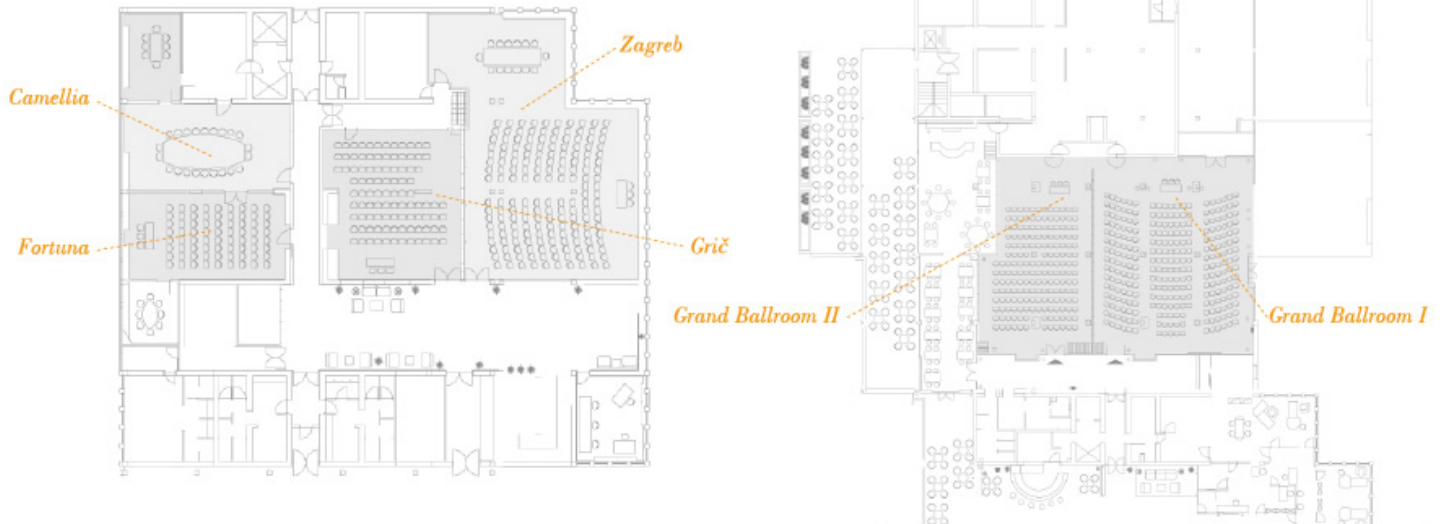 Zagreb
Camellia
Fortuna
Grič
Grand Ballroom II
Grand Ballroom I